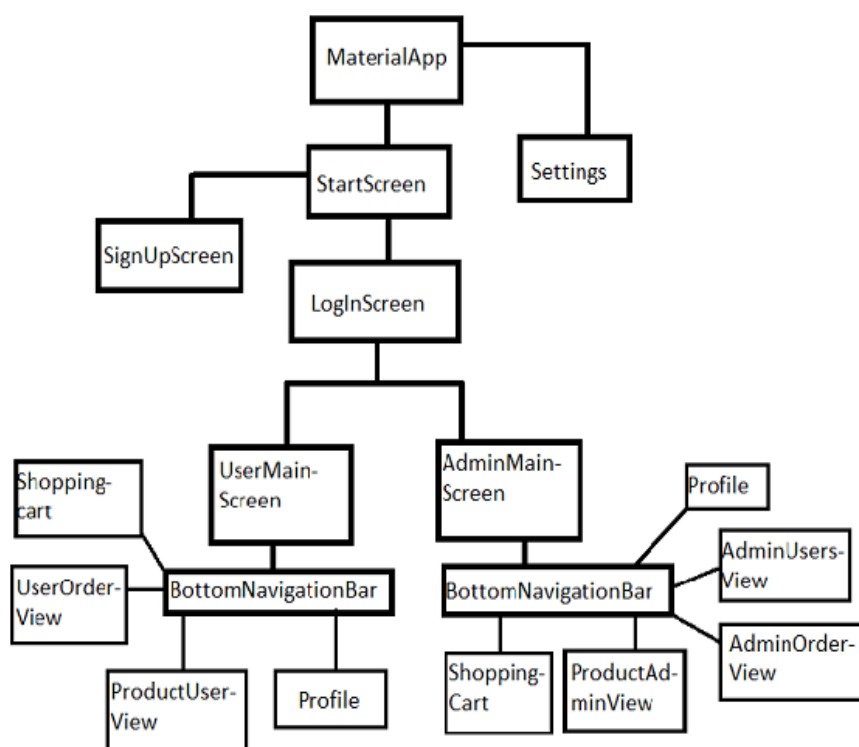 MaterialApp
Settings
StartScreen
SignUpScreen
LogInScreen
UserMain-
Screen
AdminMain-
Screen
Shopping-
cart
UserOrder-
View
BottomNavigationBar
ProductUser-
View
Profile
Profile
AdminUsers-
View
BottomNavigationBar
AdminOrder-
View
Shopping-
Cart
ProductAd-
minView